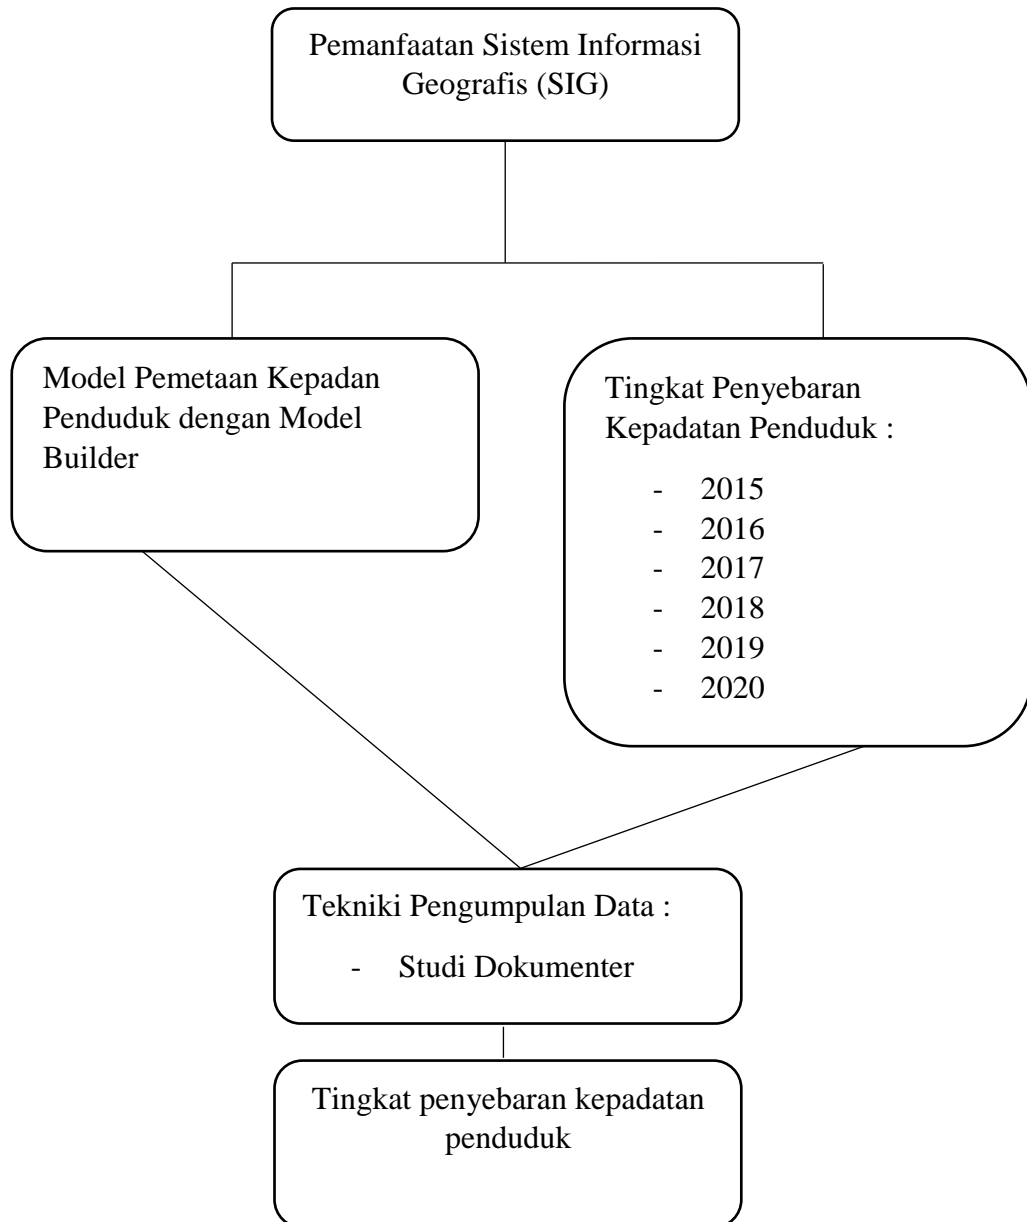 Pemanfaatan Sistem Informasi
Geografis (SIG)
Model Pemetaan Kepadan
Penduduk dengan Model
Builder
Tingkat Penyebaran
Kepadatan Penduduk :
- 2015
- 2016
- 2017
- 2018
- 2019
- 2020
Tekniki Pengumpulan Data :
- Studi Dokumenter
Tingkat penyebaran kepadatan
penduduk